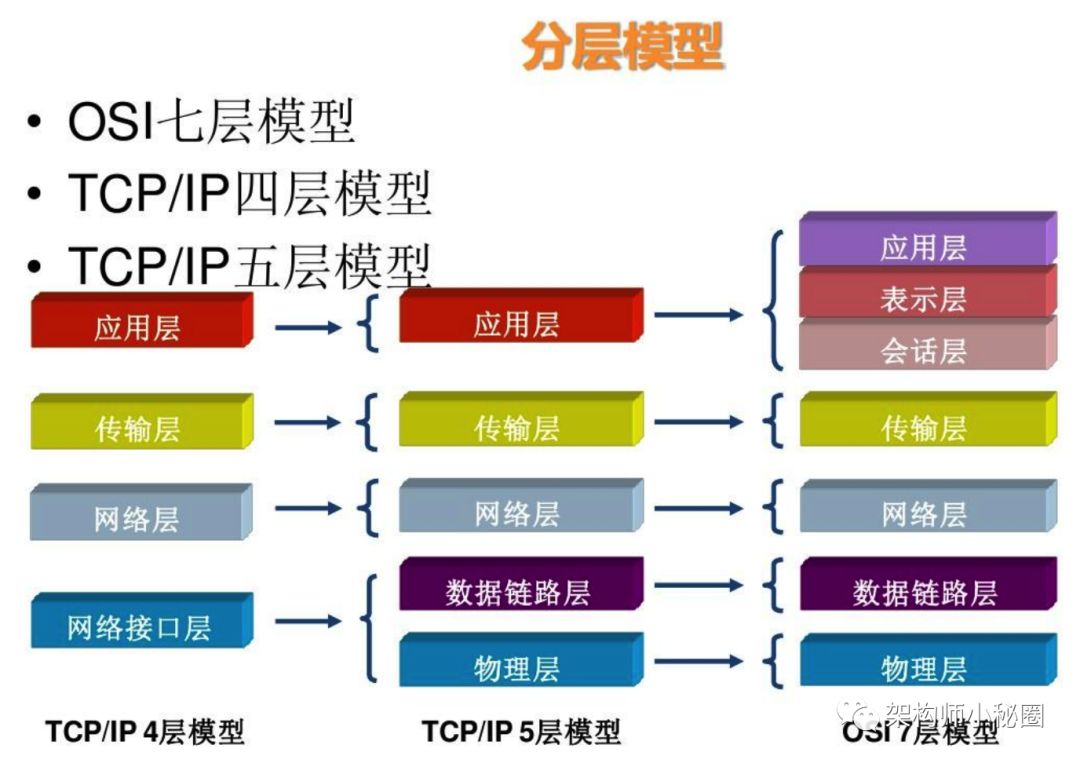 分层模型
• OSI七层模型
• TCP/IP四层模型
• TCP/IP五层模型
应用层
传输层
网络层
网络接口层
TCP/IP 4层模型
应用层
传输层
网络层
数据链路层
物理层
TCP/IP 5层模型
应用层
表示层
会话层
传输层
网络层
数据链路层
物理层
OSI 7层模型
架构师小秘圈